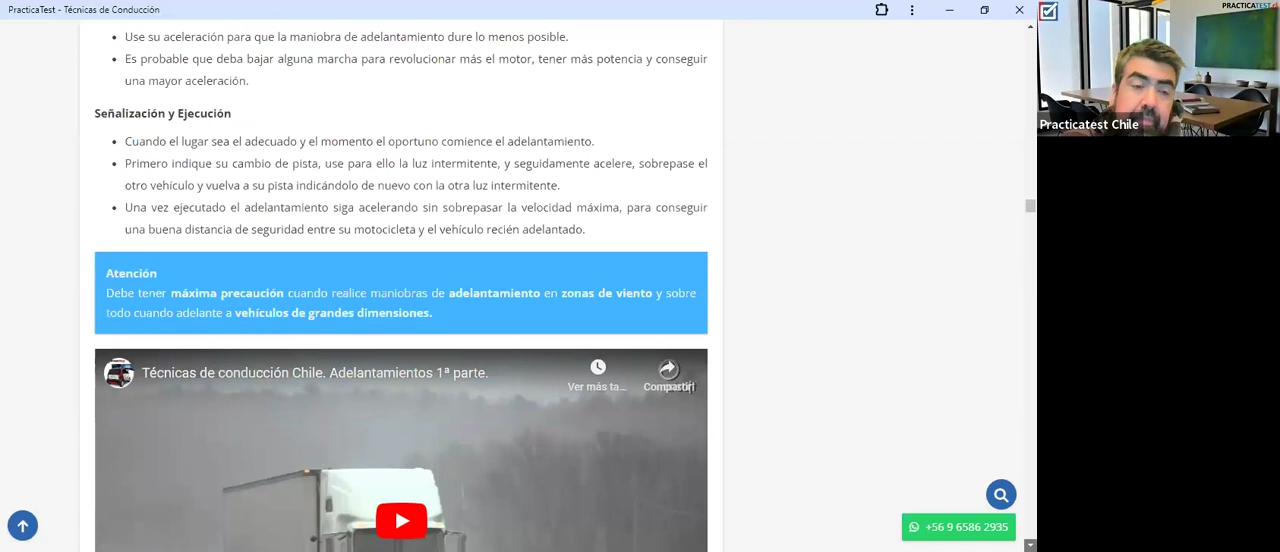 PracticaTest - Técnicas de Conducción
Use su aceleración para que la maniobra de adelantamiento dure lo menos posible.
Es probable que deba bajar alguna marcha para revolucionar más el motor, tener más potencia y conseguir
una mayor aceleración.
Señalización y Ejecución
Cuando el lugar sea el adecuado y el momento el oportuno comience el adelantamiento.
Primero indique su cambio de pista, use para ello la luz intermitente, y seguidamente acelere, sobrepase el
otro vehículo y vuelva a su pista indicándolo de nuevo con la otra luz intermitente.
Una vez ejecutado el adelantamiento siga acelerando sin sobrepasar la velocidad máxima, para conseguir
una buena distancia de seguridad entre su motocicleta y el vehículo recién adelantado.
Atención
Debe tener máxima precaución cuando realice maniobras de adelantamiento en zonas de viento y sobre
todo cuando adelante a vehículos de grandes dimensiones.
Técnicas de conducción Chile. Adelantamientos 1ª parte.
Ver más ta...
Compartir
+56 9 6586 2935
PRACTICATEST
Practicatest Chile